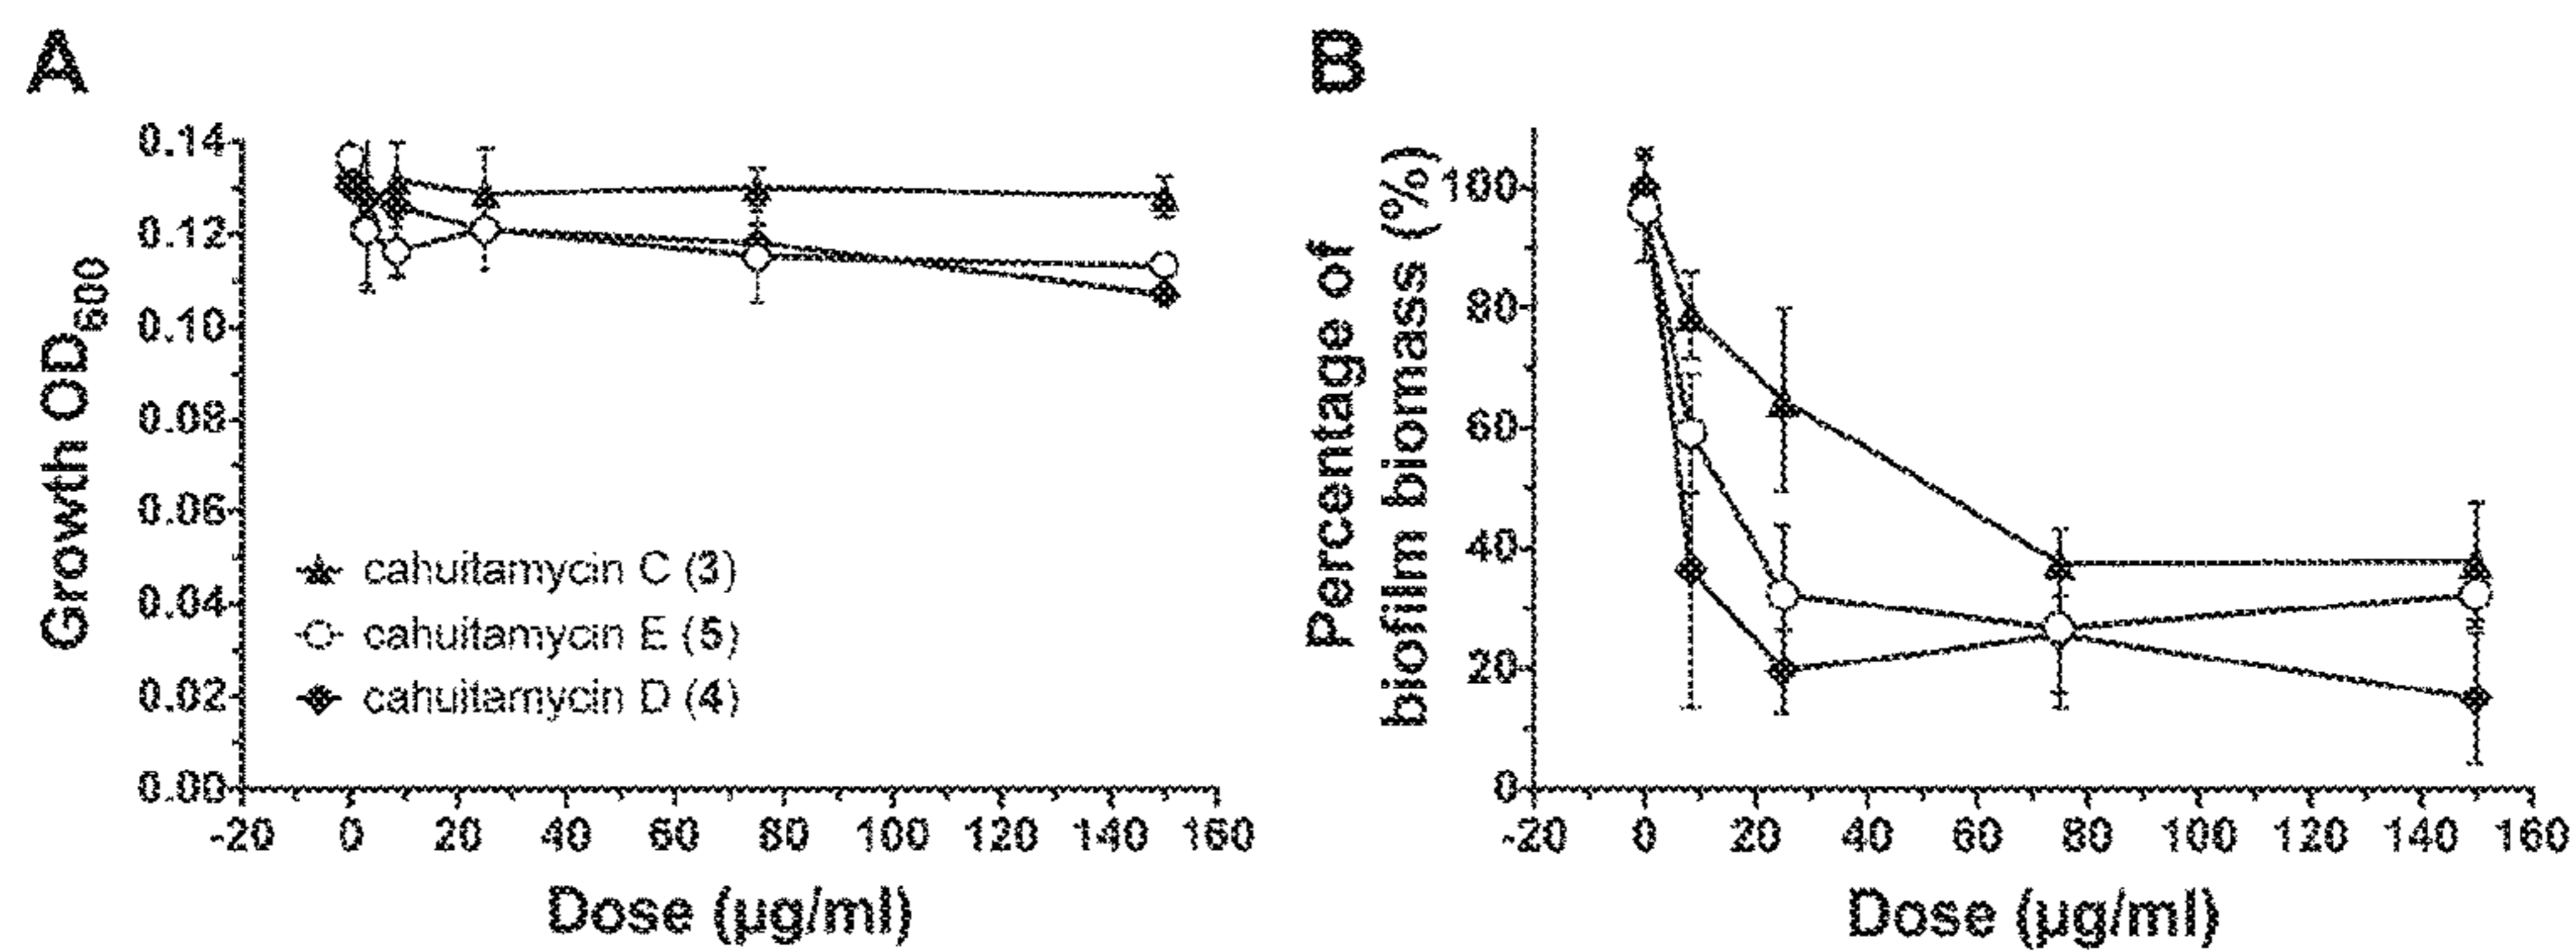 A
0.14
0.12
0.10
0.08
0.06
0.04
0.02
0.00
Growth OD600
cahuitamycin C (3)
cahuitamycin E (5)
cahuitamycin D (4)
-20 0 20 40 60 80 100 120 140 160
Dose (µg/ml)
B
100
80
60
40
20
0
Percentage of
biofilm biomass (%)
-20 0 20 40 60 80 100 120 140 160
Dose (µg/ml)